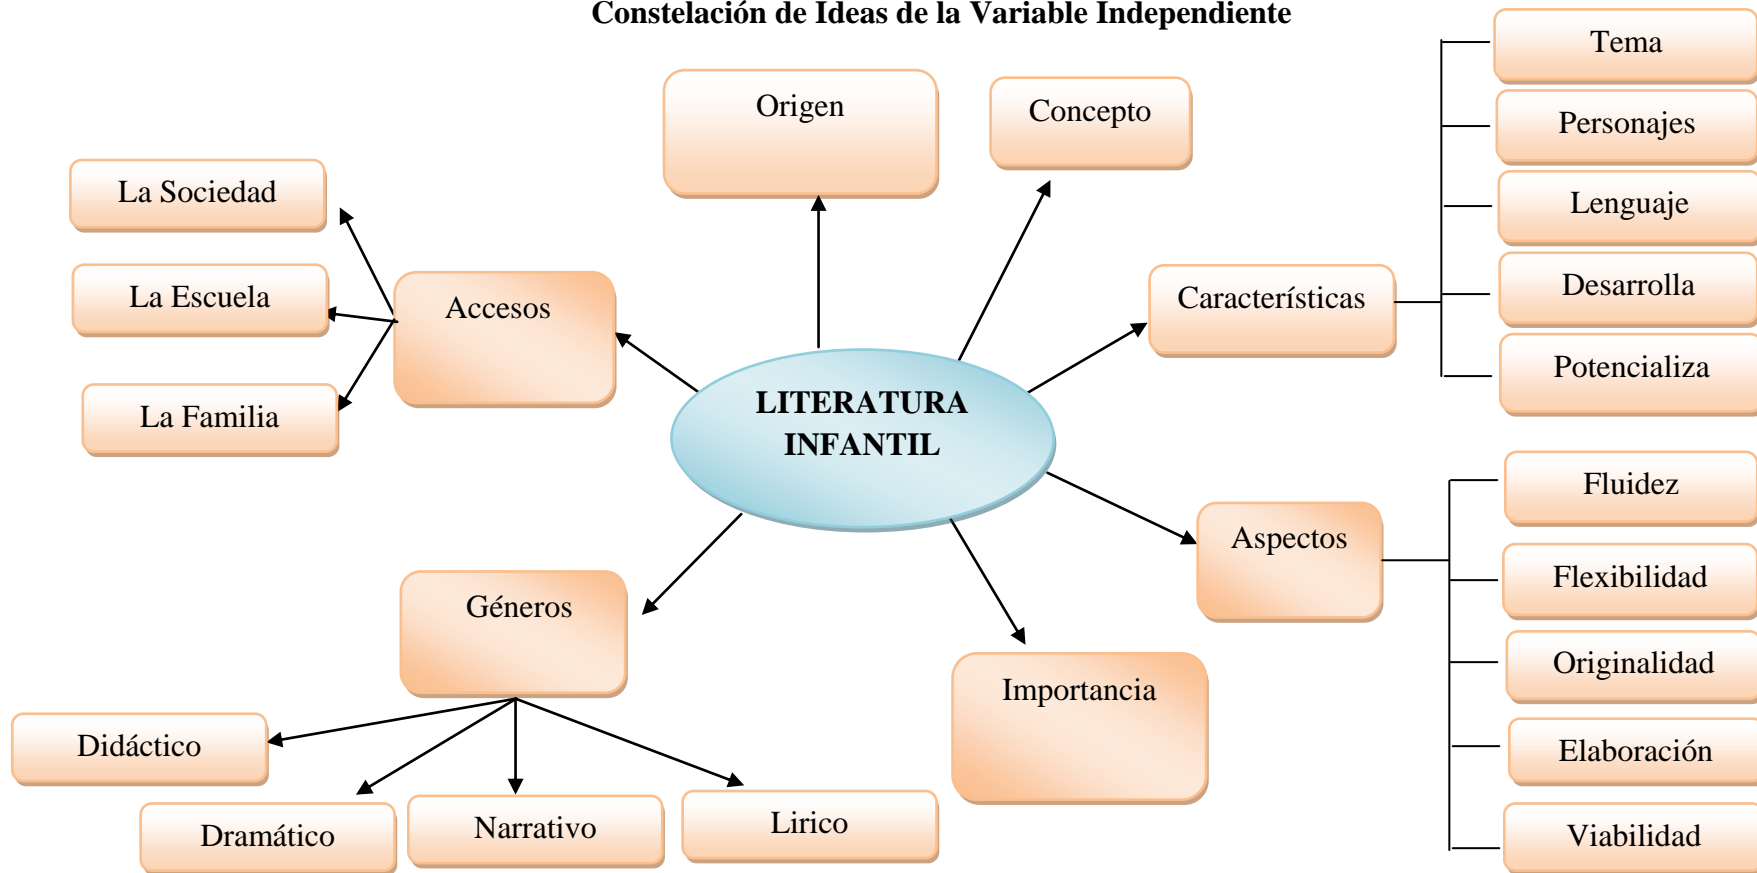 Constelación de Ideas de la Variable Independiente
Origen
Concepto
Tema
Personajes
Lenguaje
Desarrolla
Potencializa
Características
La Sociedad
La Escuela
La Familia
Accesos
LITERATURA
INFANTIL
Aspectos
Fluidez
Flexibilidad
Originalidad
Elaboración
Viabilidad
Géneros
Importancia
Didáctico
Dramático
Narrativo
Lirico